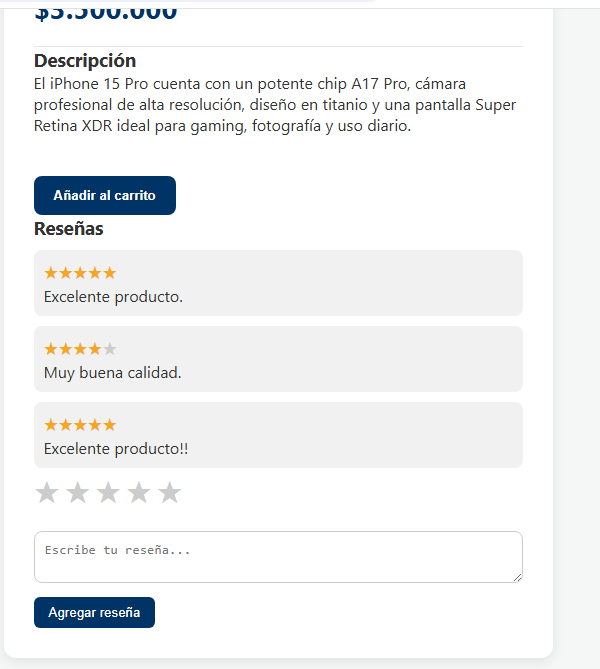 $3.500.000
Descripción
El iPhone 15 Pro cuenta con un potente chip A17 Pro, cámara
profesional de alta resolución, diseño en titanio y una pantalla Super
Retina XDR ideal para gaming, fotografía y uso diario.
Añadir al carrito
Reseñas
★★★★★
Excelente producto.
★★★★★
Muy buena calidad.
★★★★★
Excelente producto!!
★★★★★
Escribe tu reseña...
Agregar reseña